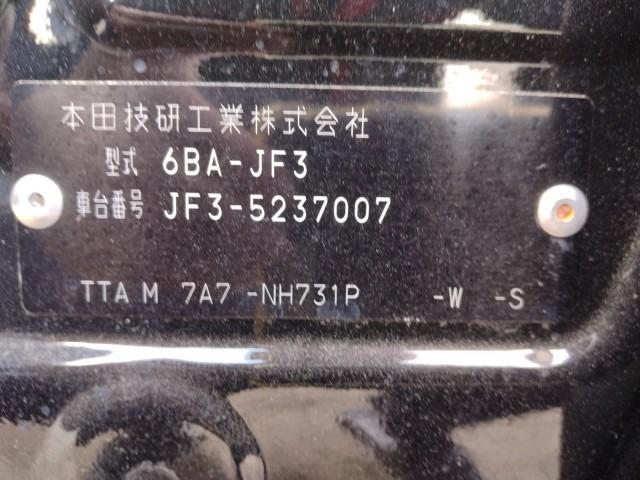 本田技研工業株式会社
型式 6BA-JF3
車台番号 JF3-5237007
TTA M 7A7 -NH731P -W -S